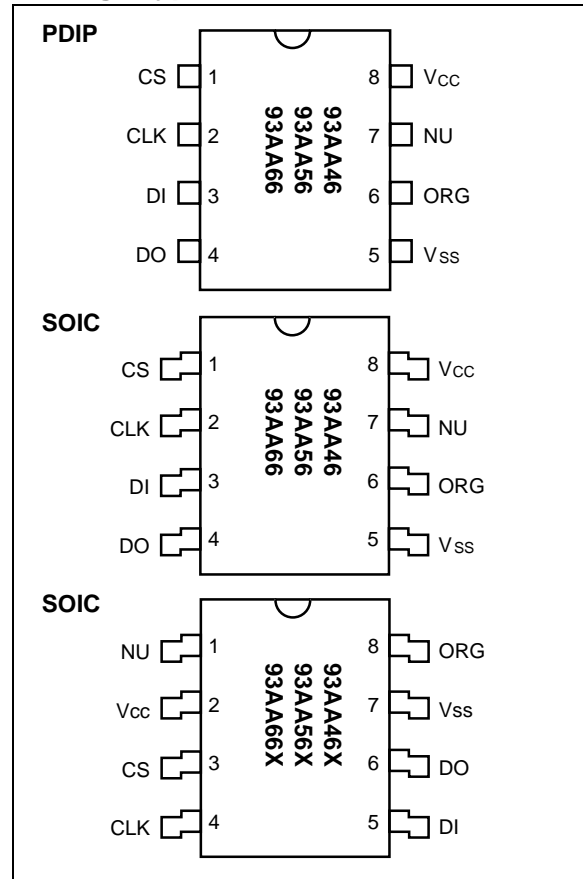 PDIP
CS 1 8 VCC
CLK 2 7 NU
DI 3 6 ORG
DO 4 5 VSS
93AA46
93AA56
93AA66
SOIC
CS 1 8 VCC
CLK 2 7 NU
DI 3 6 ORG
DO 4 5 VSS
93AA46
93AA56
93AA66
SOIC
NU 1 8 ORG
Vcc 2 7 Vss
CS 3 6 DO
CLK 4 5 DI
93AA46X
93AA56X
93AA66X